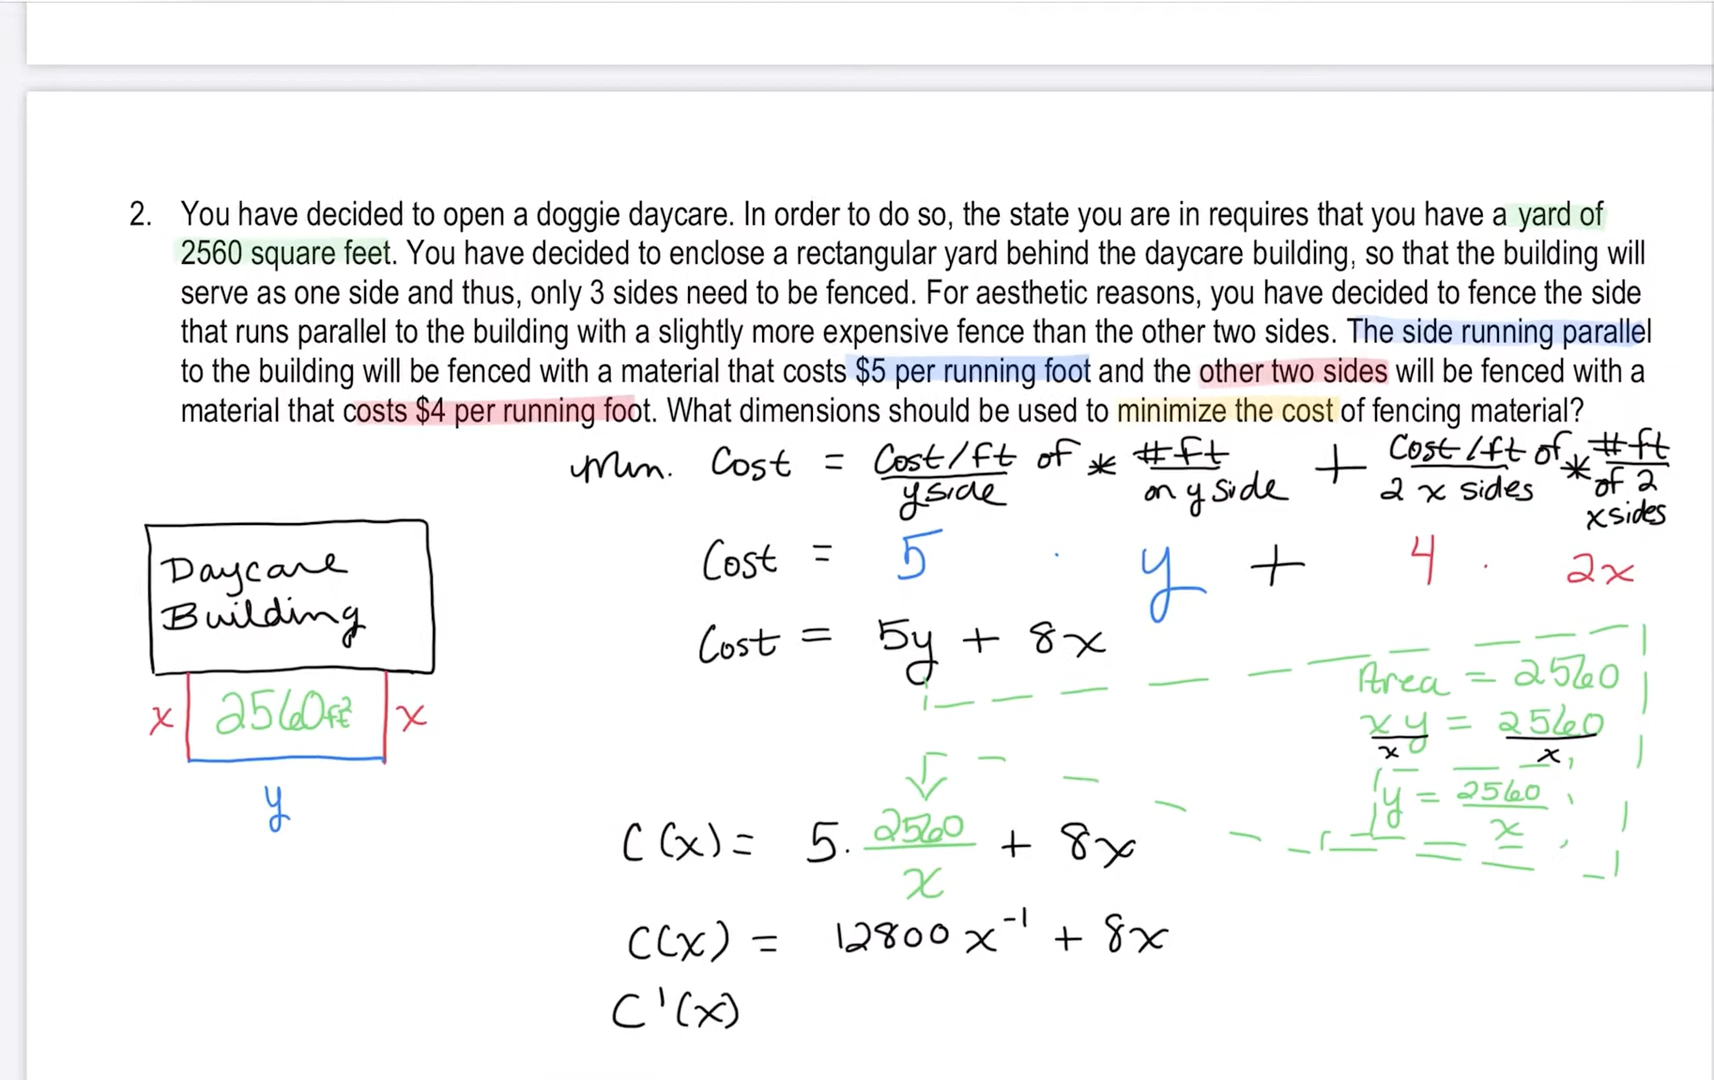 2. You have decided to open a doggie daycare. In order to do so, the state you are in requires that you have a yard of
2560 square feet. You have decided to enclose a rectangular yard behind the daycare building, so that the building will
serve as one side and thus, only 3 sides need to be fenced. For aesthetic reasons, you have decided to fence the side
that runs parallel to the building with a slightly more expensive fence than the other two sides. The side running parallel
to the building will be fenced with a material that costs $5 per running foot and the other two sides will be fenced with a
material that costs $4 per running foot. What dimensions should be used to minimize the cost of fencing material?
Min. Cost = Cost/ft of y side * #ft on y side + Cost/ft of 2 x sides * #ft of 2 x sides
Cost = 5 · y + 4 · 2x
Cost = 5y + 8x
Daycare
Building
x 2560ft² x
y
Area = 2560
xy/x = 2560/x
y = 2560/x
C(x) = 5 · 2560/x + 8x
C(x) = 12800x⁻¹ + 8x
C'(x)